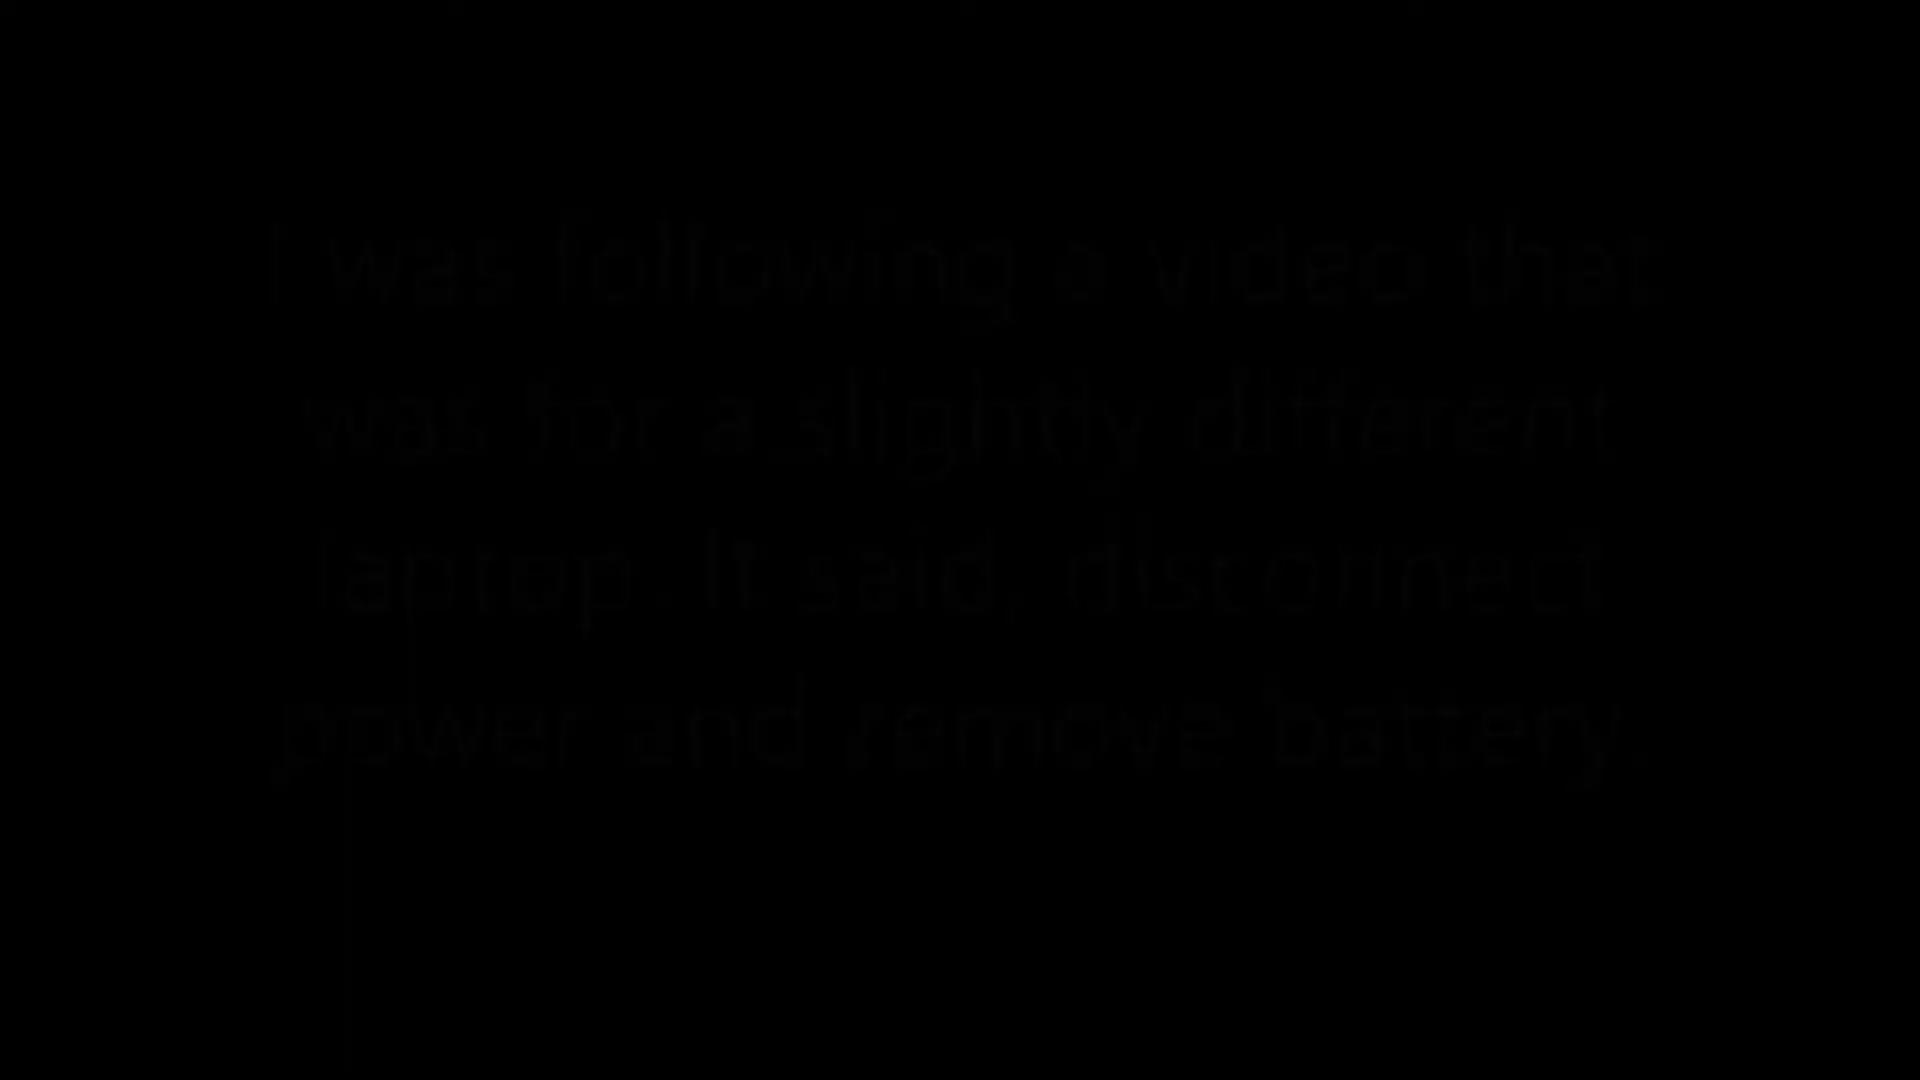 I was following a video that
was for a slightly different
laptop. It said, disconnect
power and remove battery.